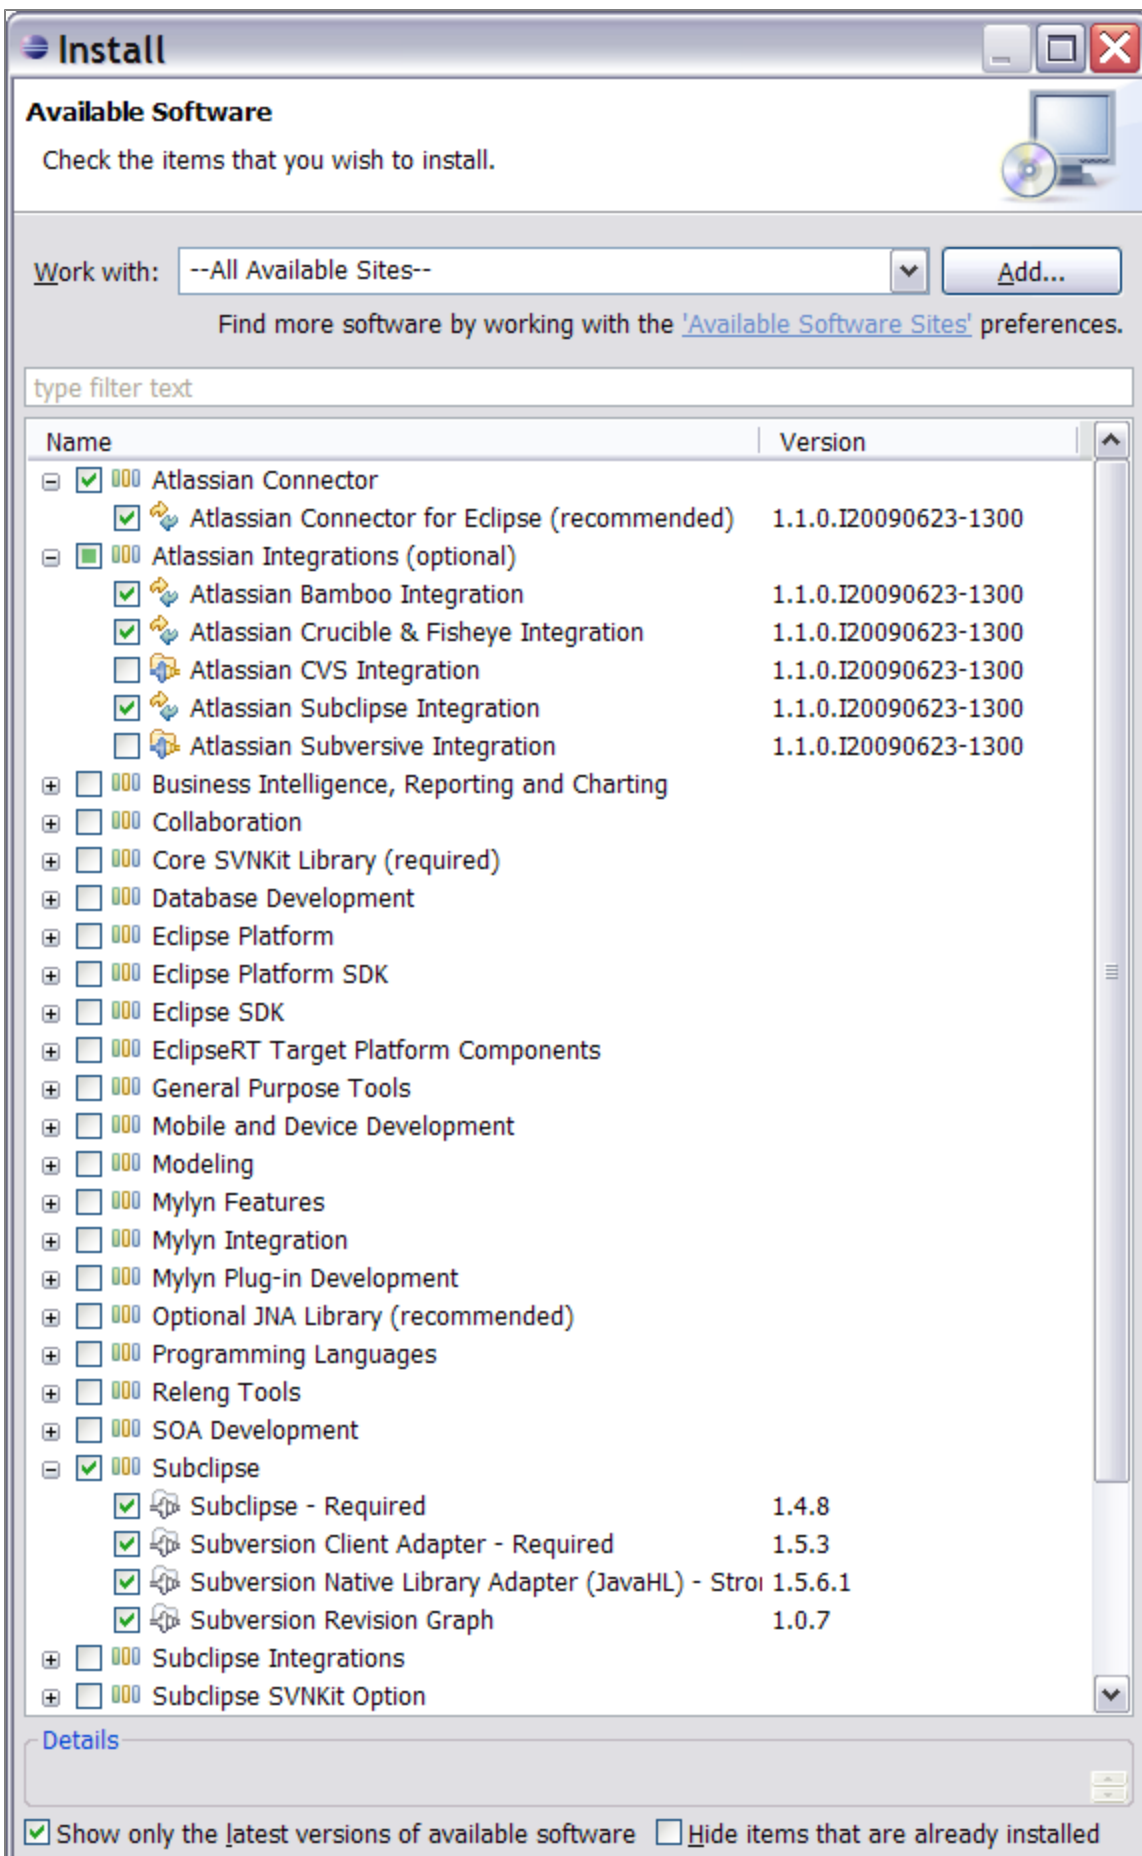 Install
Available Software
Check the items that you wish to install.
Work with: --All Available Sites-- Add...
Find more software by working with the 'Available Software Sites' preferences.
type filter text
Name Version
Atlassian Connector
Atlassian Connector for Eclipse (recommended) 1.1.0.I20090623-1300
Atlassian Integrations (optional)
Atlassian Bamboo Integration 1.1.0.I20090623-1300
Atlassian Crucible & Fisheye Integration 1.1.0.I20090623-1300
Atlassian CVS Integration 1.1.0.I20090623-1300
Atlassian Subclipse Integration 1.1.0.I20090623-1300
Atlassian Subversive Integration 1.1.0.I20090623-1300
Business Intelligence, Reporting and Charting
Collaboration
Core SVNKit Library (required)
Database Development
Eclipse Platform
Eclipse Platform SDK
Eclipse SDK
EclipseRT Target Platform Components
General Purpose Tools
Mobile and Device Development
Modeling
Mylyn Features
Mylyn Integration
Mylyn Plug-in Development
Optional JNA Library (recommended)
Programming Languages
Releng Tools
SOA Development
Subclipse
Subclipse - Required 1.4.8
Subversion Client Adapter - Required 1.5.3
Subversion Native Library Adapter (JavaHL) - Stro 1.5.6.1
Subversion Revision Graph 1.0.7
Subclipse Integrations
Subclipse SVNKit Option
Details
Show only the latest versions of available software Hide items that are already installed